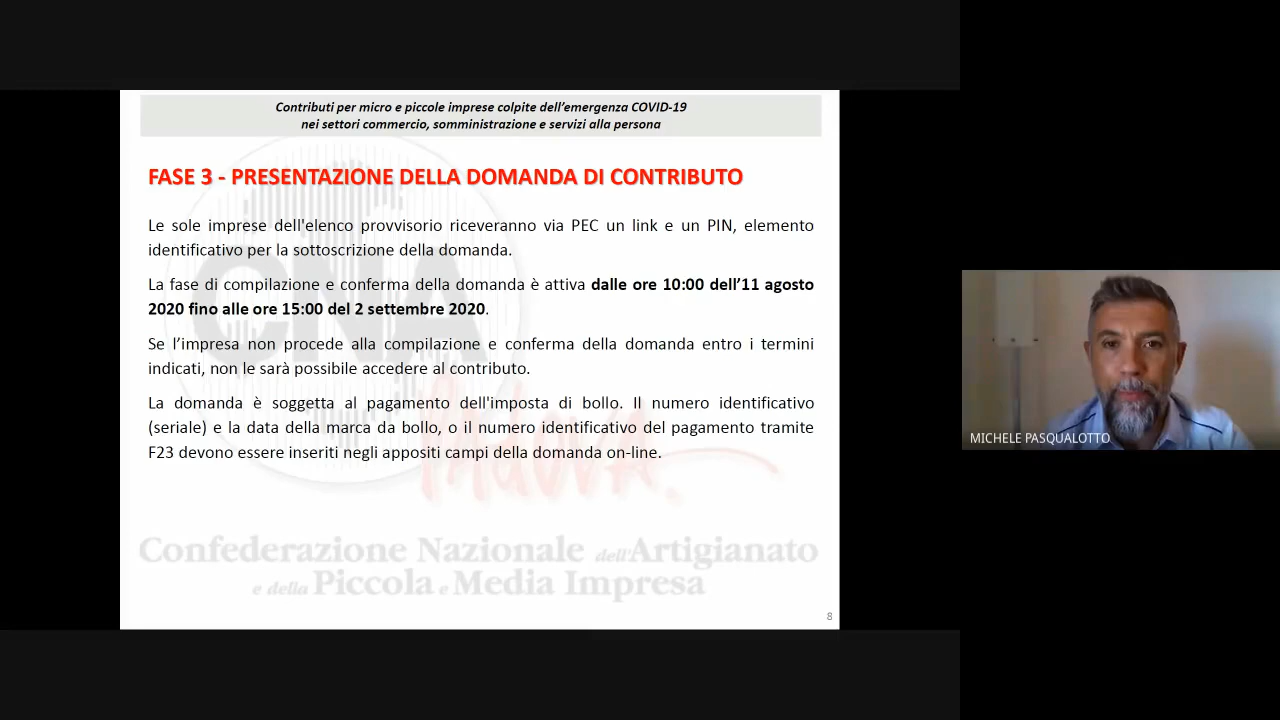 Contributi per micro e piccole imprese colpite dell’emergenza COVID-19
nei settori commercio, somministrazione e servizi alla persona
FASE 3 - PRESENTAZIONE DELLA DOMANDA DI CONTRIBUTO
Le sole imprese dell'elenco provvisorio riceveranno via PEC un link e un PIN, elemento
identificativo per la sottoscrizione della domanda.
La fase di compilazione e conferma della domanda è attiva dalle ore 10:00 dell’11 agosto
2020 fino alle ore 15:00 del 2 settembre 2020.
Se l’impresa non procede alla compilazione e conferma della domanda entro i termini
indicati, non le sarà possibile accedere al contributo.
La domanda è soggetta al pagamento dell'imposta di bollo. Il numero identificativo
(seriale) e la data della marca da bollo, o il numero identificativo del pagamento tramite
F23 devono essere inseriti negli appositi campi della domanda on-line.
CNA
Padova.
Confederazione Nazionale dell'Artigianato
e della Piccola e Media Impresa
8
MICHELE PASQUALOTTO